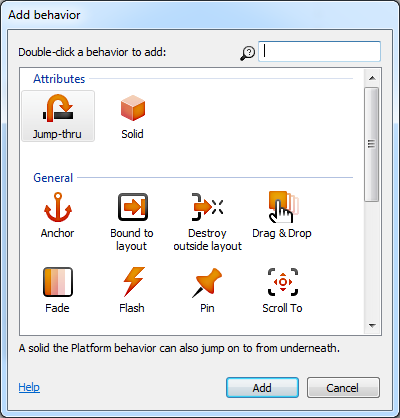 Add behavior
Double-click a behavior to add:
Attributes
Jump-thru
Solid
General
Anchor
Bound to
layout
Destroy
outside layout
Drag & Drop
Fade
Flash
Pin
Scroll To
A solid the Platform behavior can also jump on to from underneath.
Help
Add
Cancel